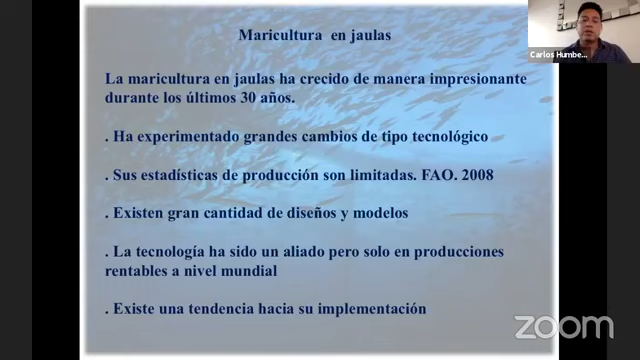 Maricultura en jaulas
La maricultura en jaulas ha crecido de manera impresionante
durante los últimos 30 años.
. Ha experimentado grandes cambios de tipo tecnológico
. Sus estadísticas de producción son limitadas. FAO. 2008
. Existen gran cantidad de diseños y modelos
. La tecnología ha sido un aliado pero solo en producciones
rentables a nivel mundial
. Existe una tendencia hacia su implementación
Carlos Humbe...
zoom